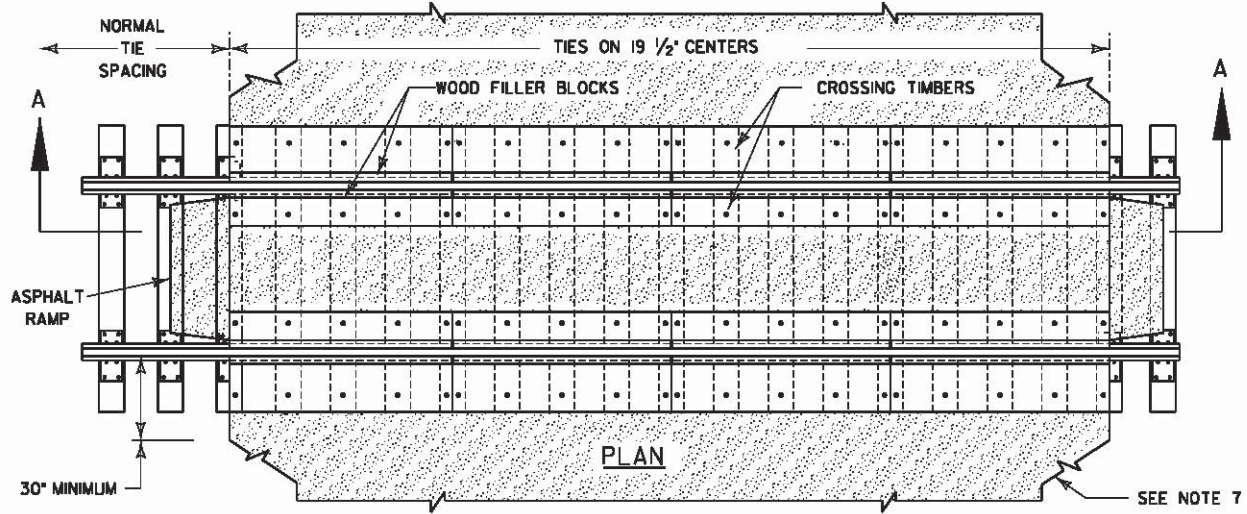 NORMAL
TIE
SPACING
TIES ON 19 1/2" CENTERS
A
A
WOOD FILLER BLOCKS
CROSSING TIMBERS
ASPHALT
RAMP
PLAN
30" MINIMUM
SEE NOTE 7